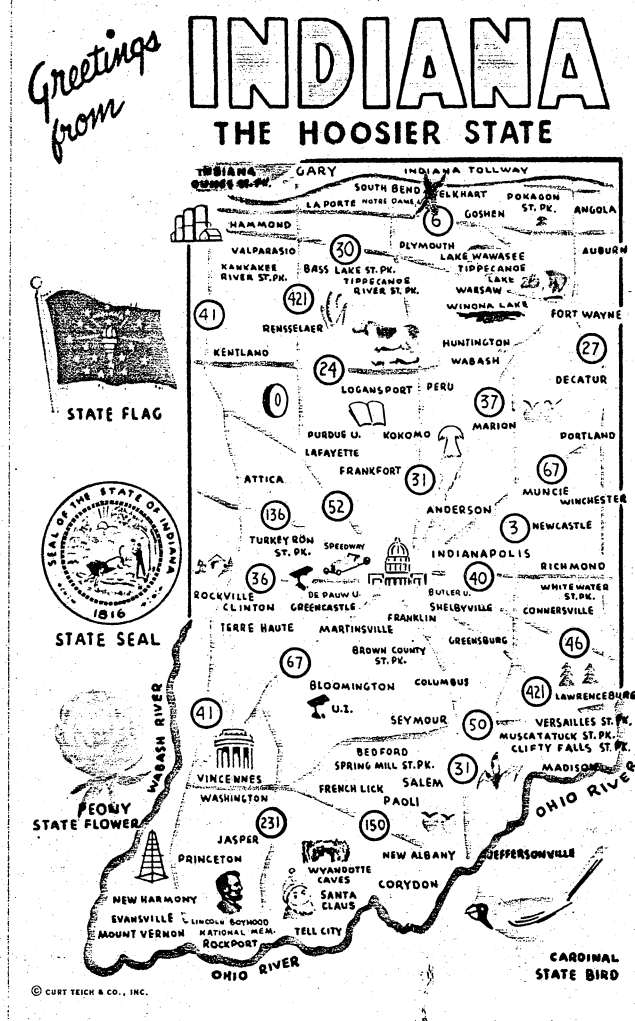 Greetings
from
INDIANA
THE HOOSIER STATE
INDIANA
DUNES ST. PK.
GARY
INDIANA TOLLWAY
SOUTH BEND
NOTRE DAME
ELKHART
LA PORTE
6
GOSHEN
POKAGON
ST. PK.
ANGOLA
HAMMOND
VALPARASIO
30
PLYMOUTH
AUBURN
KANKAKEE
RIVER ST. PK.
BASS LAKE ST. PK.
TIPPECANOE
RIVER ST. PK.
LAKE WAWASEE
TIPPECANOE
LAKE
WARSAW
WINONA LAKE
41
421
RENSSELAER
FORT WAYNE
HUNTINGTON
WABASH
27
KENTLAND
24
LOGANSPORT
PERU
DECATUR
STATE FLAG
37
MARION
PURDUE U.
LAFAYETTE
KOKOMO
PORTLAND
FRANKFORT
ATTICA
31
67
MUNCIE
WINCHESTER
SEAL OF THE STATE OF INDIANA
1816
STATE SEAL
136
52
ANDERSON
3
NEWCASTLE
TURKEY RÖN
ST. PK.
SPEEDWAY
INDIANAPOLIS
RICHMOND
36
40
ROCKVILLE
CLINTON
DE PAUW U.
GREENCASTLE
BUTLER U.
SHELBYVILLE
WHITEWATER
ST. PK.
CONNERSVILLE
FRANKLIN
TERRE HAUTE
MARTINSVILLE
GREENSBURG
46
BROWN COUNTY
ST. PK.
67
BLOOMINGTON
COLUMBUS
421
LAWRENCEBURG
U.I.
41
SEYMOUR
50
VERSAILLES ST. PK.
MUSCATATUCK ST. PK.
CLIFTY FALLS ST. PK.
WABASH RIVER
BEDFORD
SPRING MILL ST. PK.
31
MADISON
VINCENNES
WASHINGTON
FRENCH LICK
SALEM
PAOLI
OHIO RIVER
PEONY
STATE FLOWER
231
150
JASPER
PRINCETON
WYANDOTTE
CAVES
NEW ALBANY
JEFFERSONVILLE
CORYDON
NEW HARMONY
SANTA
CLAUS
EVANSVILLE
MOUNT VERNON
LINCOLN BOYHOOD
NATIONAL MEM.
ROCKPORT
TELL CITY
OHIO RIVER
CARDINAL
STATE BIRD
© CURT TEICH & CO., INC.